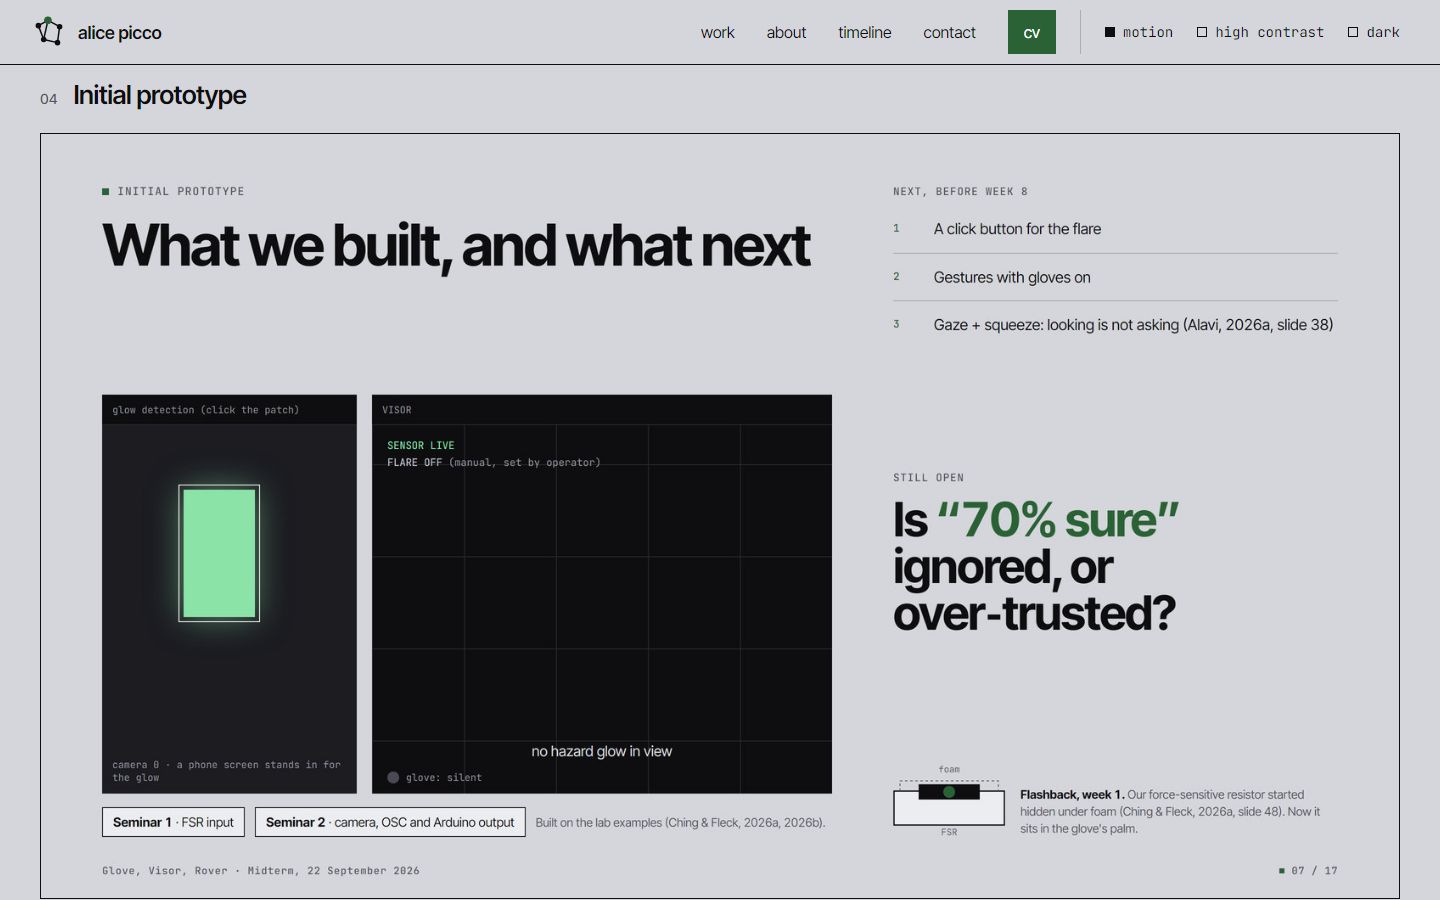 alice picco
work about timeline contact cv motion high contrast dark
04 Initial prototype
INITIAL PROTOTYPE
What we built, and what next
NEXT, BEFORE WEEK 8
1 A click button for the flare
2 Gestures with gloves on
3 Gaze + squeeze: looking is not asking (Alavi, 2026a, slide 38)
glow detection (click the patch)
camera 0 · a phone screen stands in for
the glow
VISOR
SENSOR LIVE
FLARE OFF (manual, set by operator)
no hazard glow in view
glove: silent
Seminar 1 · FSR input
Seminar 2 · camera, OSC and Arduino output
Built on the lab examples (Ching & Fleck, 2026a, 2026b).
STILL OPEN
Is “70% sure”
ignored, or
over-trusted?
foam
FSR
Flashback, week 1. Our force-sensitive resistor started
hidden under foam (Ching & Fleck, 2026a, slide 48). Now it
sits in the glove's palm.
Glove, Visor, Rover · Midterm, 22 September 2026
07 / 17